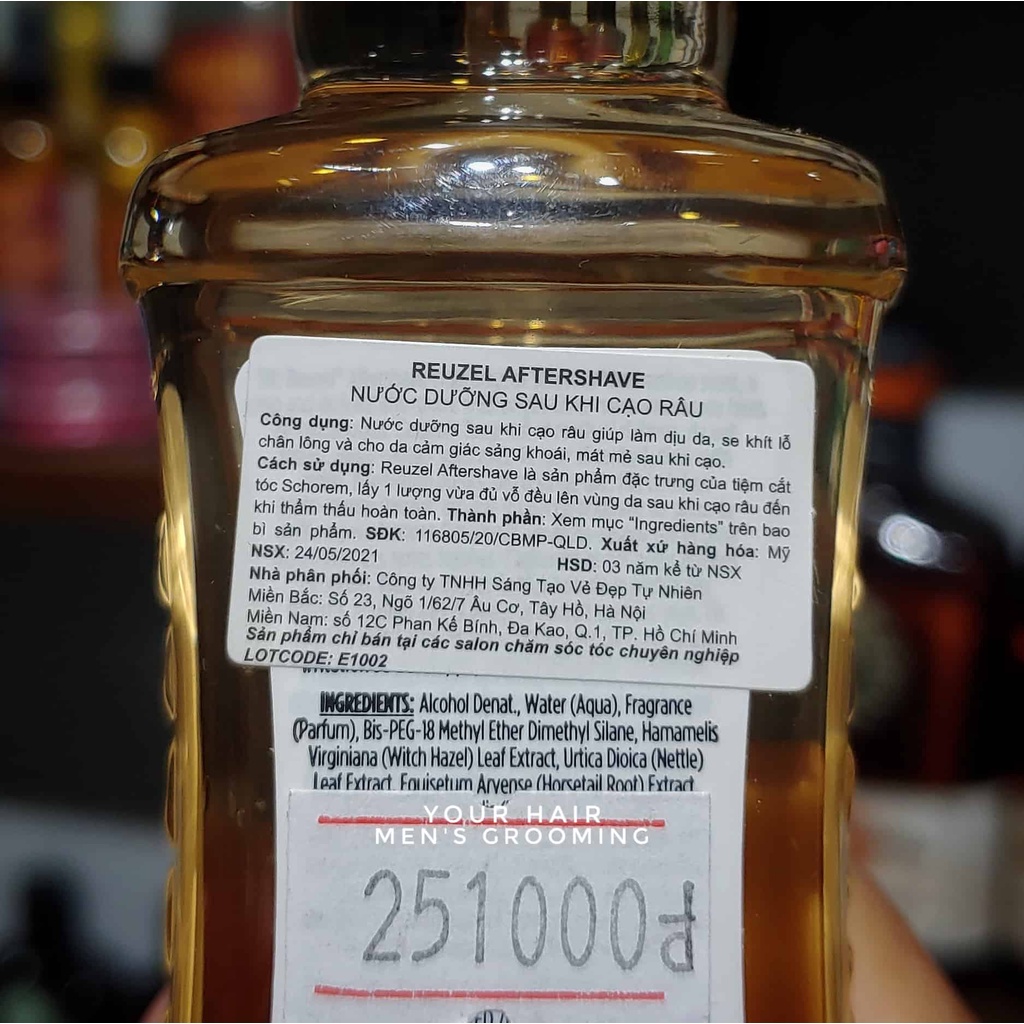 REUZEL AFTERSHAVE
NƯỚC DƯỠNG SAU KHI CẠO RÂU
Công dụng: Nước dưỡng sau khi cạo râu giúp làm dịu da, se khít lỗ
chân lông và cho da cảm giác sảng khoái, mát mẻ sau khi cạo.
Cách sử dụng: Reuzel Aftershave là sản phẩm đặc trưng của tiệm cắt
tóc Schorem, lấy 1 lượng vừa đủ vỗ đều lên vùng da sau khi cạo râu đến
khi thẩm thấu hoàn toàn. Thành phần: Xem mục "Ingredients" trên bao
bì sản phẩm. SĐK: 116805/20/CBMP-QLD. Xuất xứ hàng hóa: Mỹ
NSX: 24/05/2021 HSD: 03 năm kể từ NSX
Nhà phân phối: Công ty TNHH Sáng Tạo Vẻ Đẹp Tự Nhiên
Miền Bắc: Số 23, Ngõ 1/62/7 Âu Cơ, Tây Hồ, Hà Nội
Miền Nam: số 12C Phan Kế Bính, Đa Kao, Q.1, TP. Hồ Chí Minh
Sản phẩm chỉ bán tại các salon chăm sóc tóc chuyên nghiệp
LOTCODE: E1002
INGREDIENTS: Alcohol Denat., Water (Aqua), Fragrance
(Parfum), Bis-PEG-18 Methyl Ether Dimethyl Silane, Hamamelis
Virginiana (Witch Hazel) Leaf Extract, Urtica Dioica (Nettle)
Leaf Extract, Equisetum Arvense (Horsetail Root) Extract,
YOUR HAIR
MEN'S GROOMING
251000đ